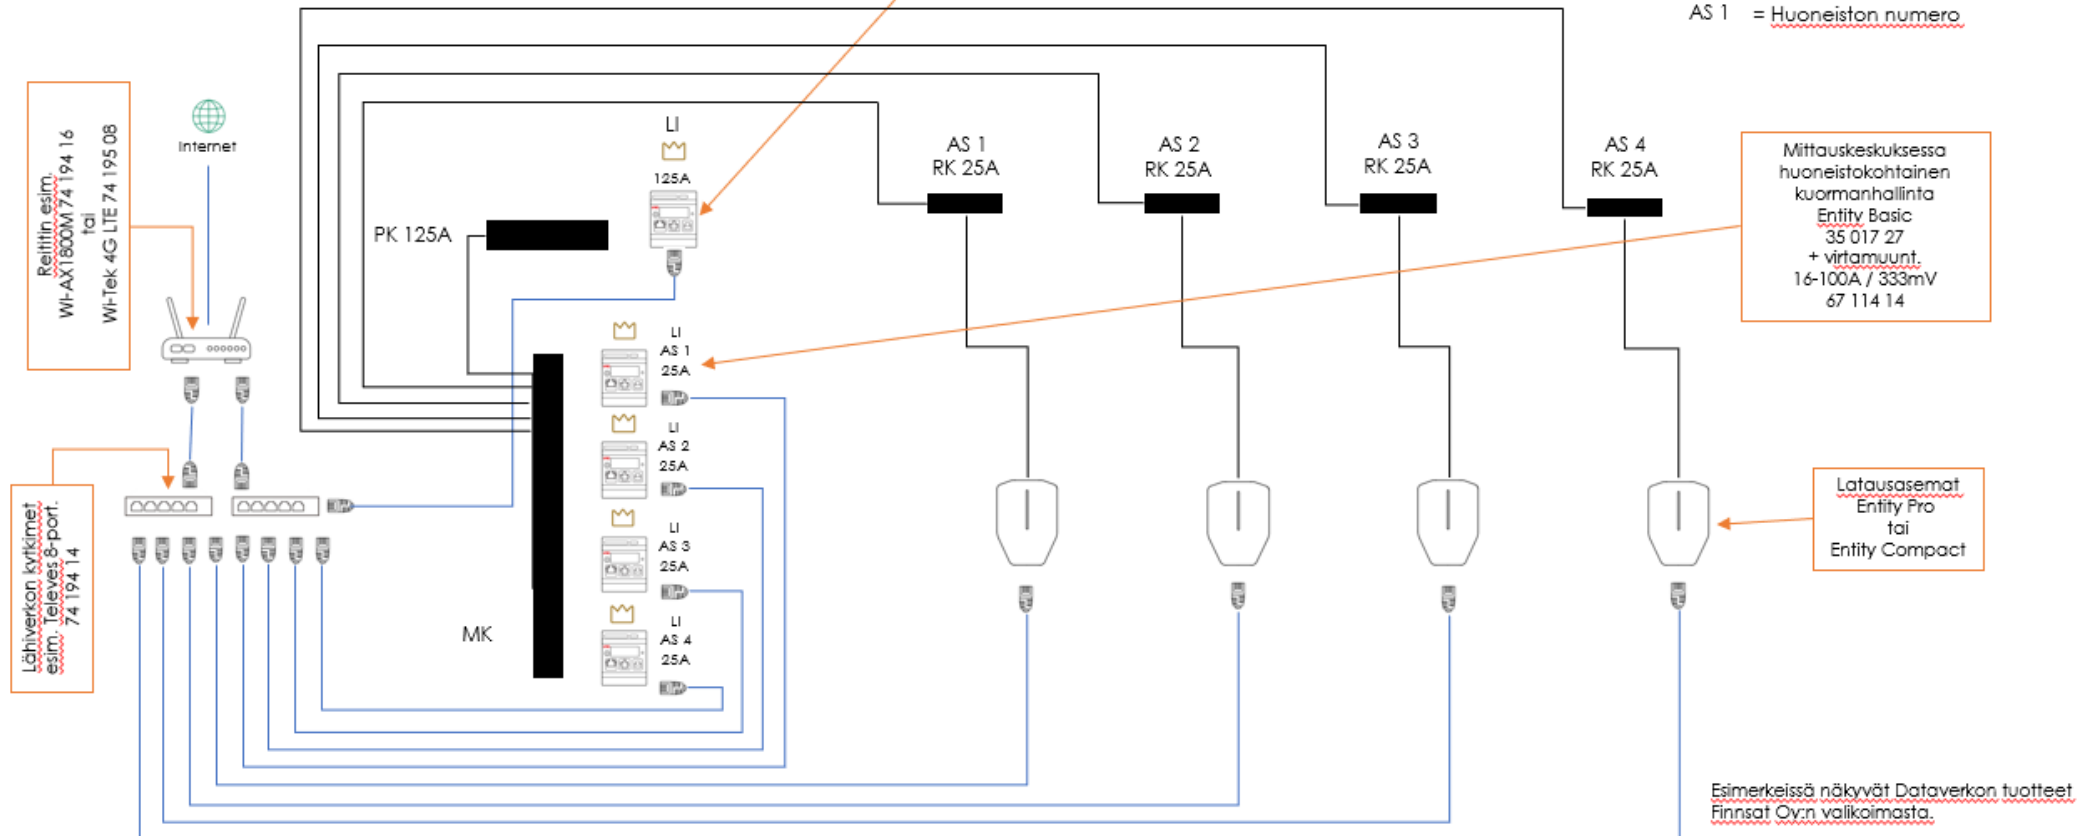 AS 1 = Huoneiston numero
Internet
Reititin esim.
WI-AX1800M 74 194 16
tai
Wi-Tek 4G LTE 74 195 08
LI
125A
PK 125A
AS 1
RK 25A
AS 2
RK 25A
AS 3
RK 25A
AS 4
RK 25A
Mittauskeskuksessa
huoneistokohtainen
kuormanhallinta
Entity Basic
35 017 27
+ virtamuunt.
16-100A / 333mV
67 114 14
LI
AS 1
25A
LI
AS 2
25A
LI
AS 3
25A
LI
AS 4
25A
MK
Lähiverkon kytkimet
esim. Televes 8-port.
74 194 14
Latausasemat
Entity Pro
tai
Entity Compact
Esimerkeissä näkyvät Dataverkon tuotteet
Finnsat Oy:n valikoimasta.